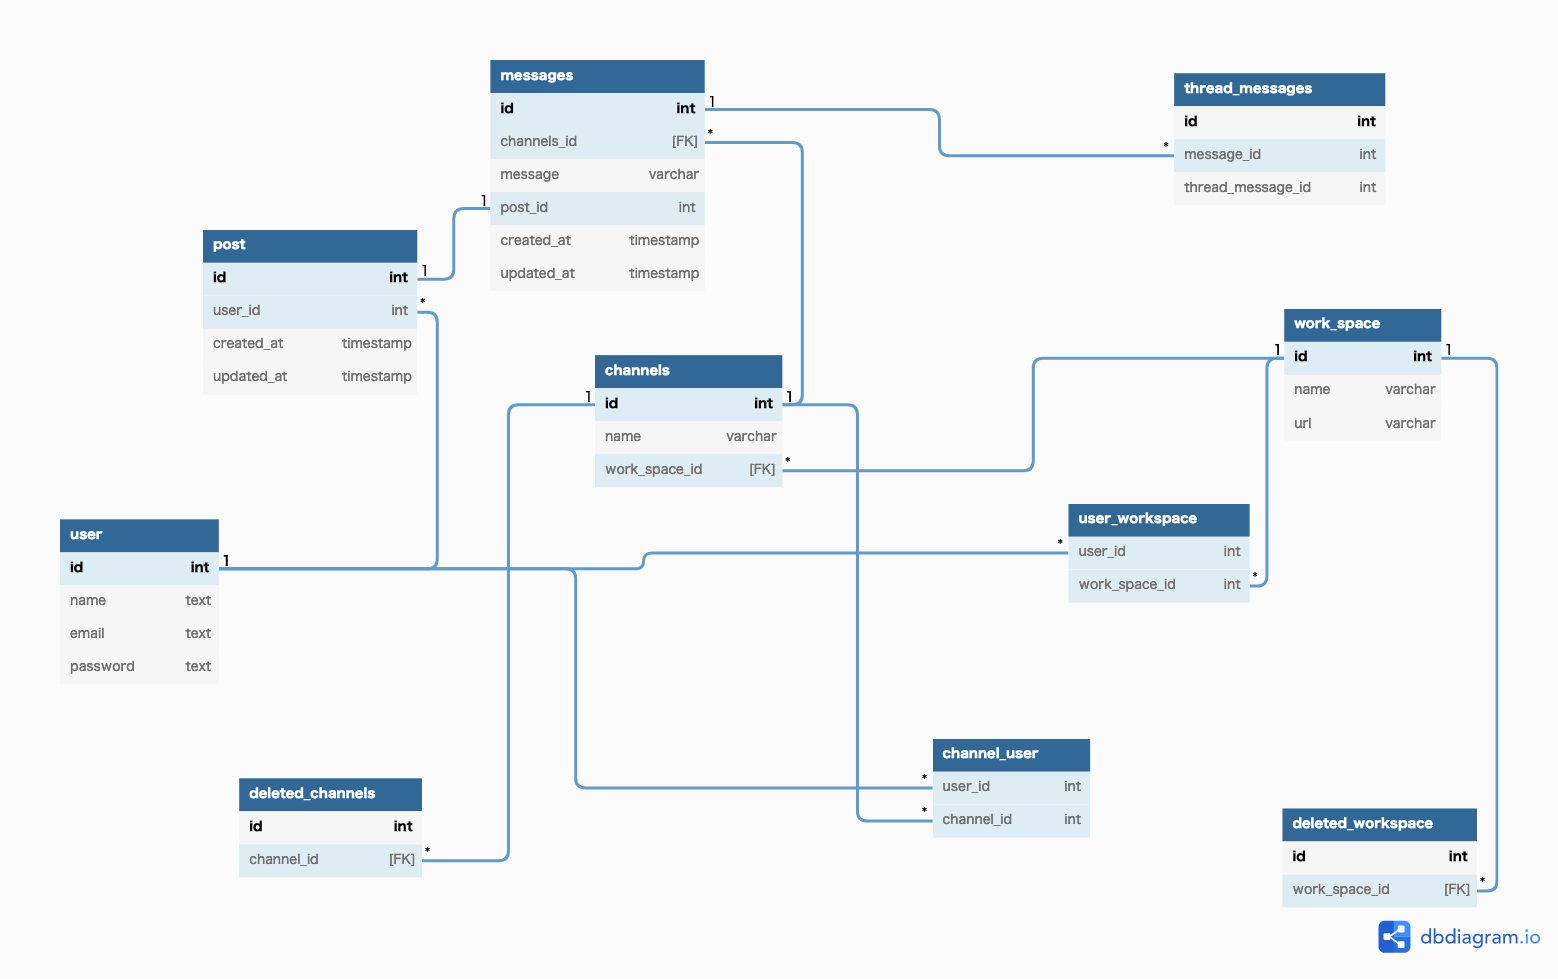 messages
id int 1
channels_id [FK] *
message varchar
1 post_id int
created_at timestamp
updated_at timestamp
thread_messages
id int
* message_id int
thread_message_id int
post
id int 1
user_id int *
created_at timestamp
updated_at timestamp
channels
1 id int 1
name varchar
work_space_id [FK] *
work_space
1 id int 1
name varchar
url varchar
user
id int 1
name text
email text
password text
user_workspace
* user_id int
work_space_id int *
channel_user
* user_id int
* channel_id int
deleted_channels
id int
channel_id [FK] *
deleted_workspace
id int
work_space_id [FK] *
dbdiagram.io